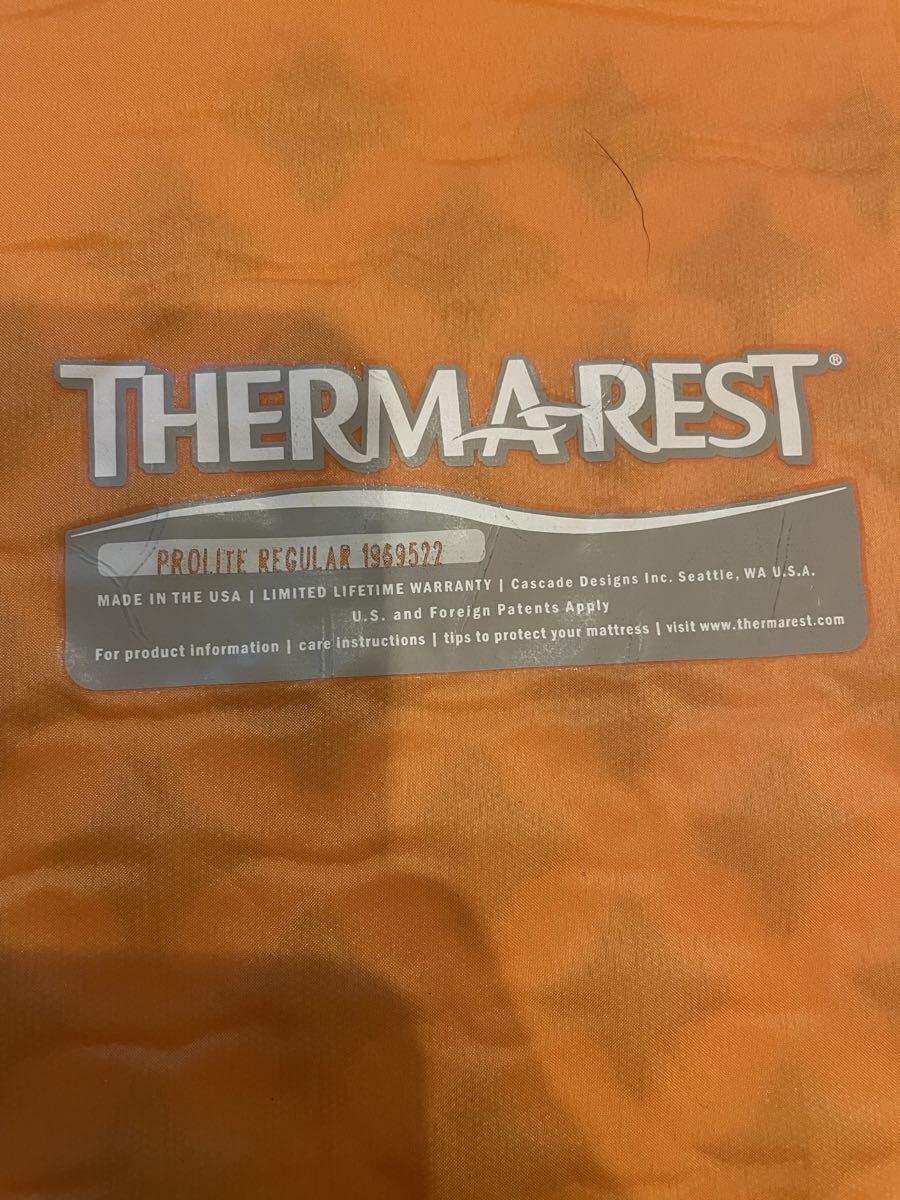 THERMAREST®
PROLITE REGULAR 1969522
MADE IN THE USA | LIMITED LIFETIME WARRANTY | Cascade Designs Inc. Seattle, WA U.S.A.
U.S. and Foreign Patents Apply
For product information | care instructions | tips to protect your mattress | visit www.thermarest.com